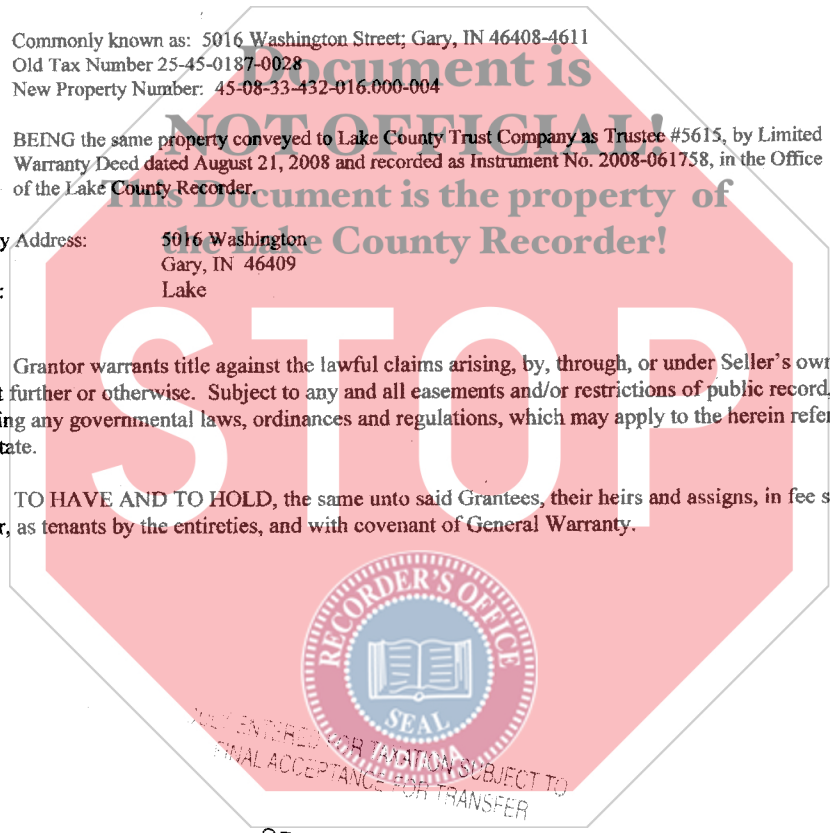 Commonly known as: 5016 Washington Street; Gary, IN 46408-4611
Old Tax Number 25-45-0187-0028
New Property Number: 45-08-33-432-016.000-004
Document is
NOT OFFICIAL!
This Document is the property of
the Lake County Recorder!
BEING the same property conveyed to Lake County Trust Company as Trustee #5615, by Limited
Warranty Deed dated August 21, 2008 and recorded as Instrument No. 2008-061758, in the Office
of the Lake County Recorder.
y Address: 5016 Washington
Gary, IN 46409
: Lake
STOP
Grantor warrants title against the lawful claims arising, by, through, or under Seller's own
t further or otherwise. Subject to any and all easements and/or restrictions of public record,
ing any governmental laws, ordinances and regulations, which may apply to the herein refer
tate.
TO HAVE AND TO HOLD, the same unto said Grantees, their heirs and assigns, in fee s
r, as tenants by the entireties, and with covenant of General Warranty.
RECORDER'S OFFICE
SEAL
INDIANA
ENTERED FOR TAXATION SUBJECT TO
FINAL ACCEPTANCE FOR TRANSFER